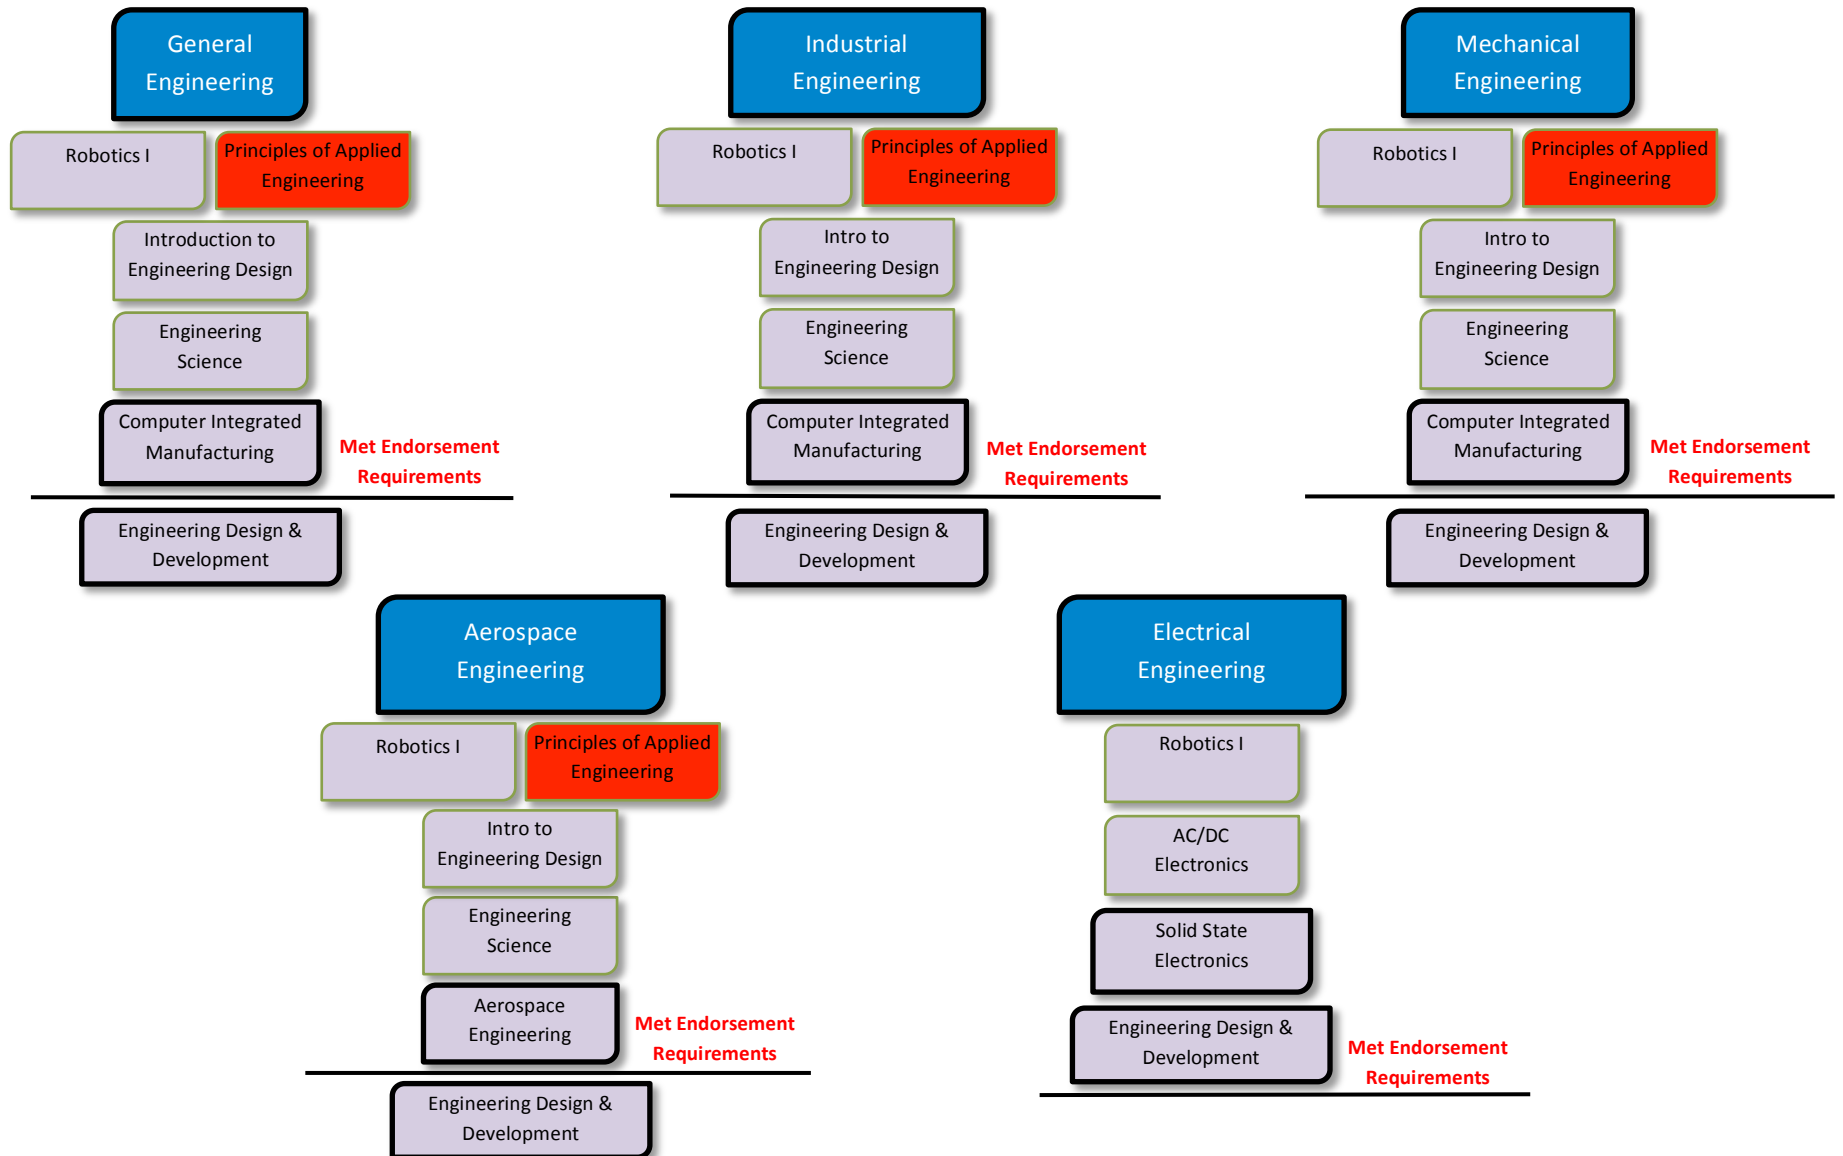 General
Engineering
Robotics I
Principles of Applied
Engineering
Introduction to
Engineering Design
Engineering
Science
Computer Integrated
Manufacturing
Met Endorsement
Requirements
Engineering Design &
Development
Industrial
Engineering
Robotics I
Principles of Applied
Engineering
Intro to
Engineering Design
Engineering
Science
Computer Integrated
Manufacturing
Met Endorsement
Requirements
Engineering Design &
Development
Mechanical
Engineering
Robotics I
Principles of Applied
Engineering
Intro to
Engineering Design
Engineering
Science
Computer Integrated
Manufacturing
Met Endorsement
Requirements
Engineering Design &
Development
Aerospace
Engineering
Robotics I
Principles of Applied
Engineering
Intro to
Engineering Design
Engineering
Science
Aerospace
Engineering
Met Endorsement
Requirements
Engineering Design &
Development
Electrical
Engineering
Robotics I
AC/DC
Electronics
Solid State
Electronics
Engineering Design &
Development
Met Endorsement
Requirements